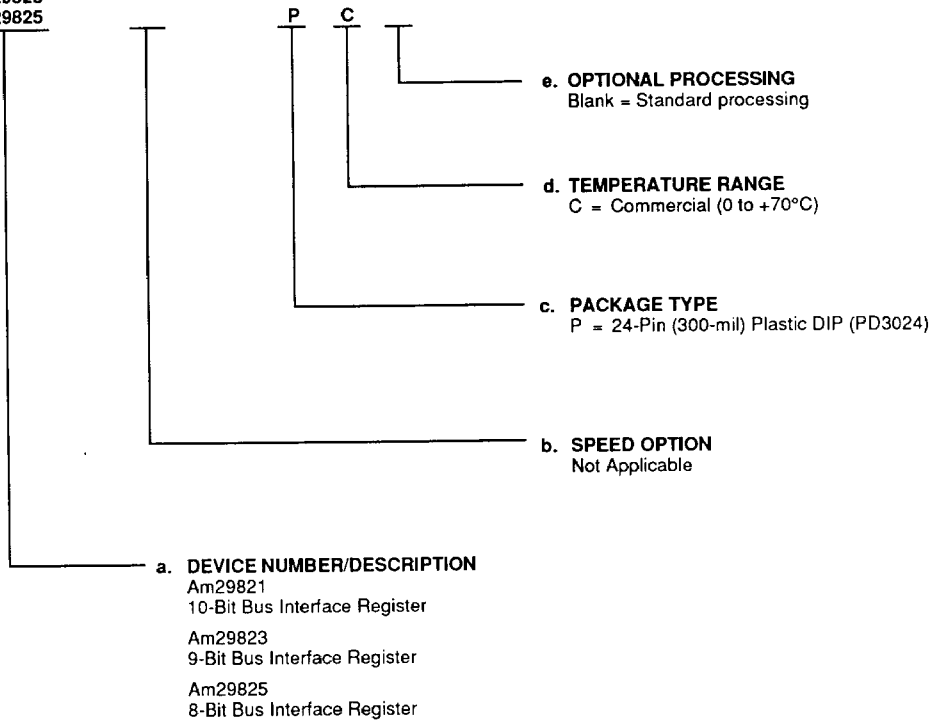 29825
P C
e. OPTIONAL PROCESSING
Blank = Standard processing
d. TEMPERATURE RANGE
C = Commercial (0 to +70°C)
c. PACKAGE TYPE
P = 24-Pin (300-mil) Plastic DIP (PD3024)
b. SPEED OPTION
Not Applicable
a. DEVICE NUMBER/DESCRIPTION
Am29821
10-Bit Bus Interface Register
Am29823
9-Bit Bus Interface Register
Am29825
8-Bit Bus Interface Register